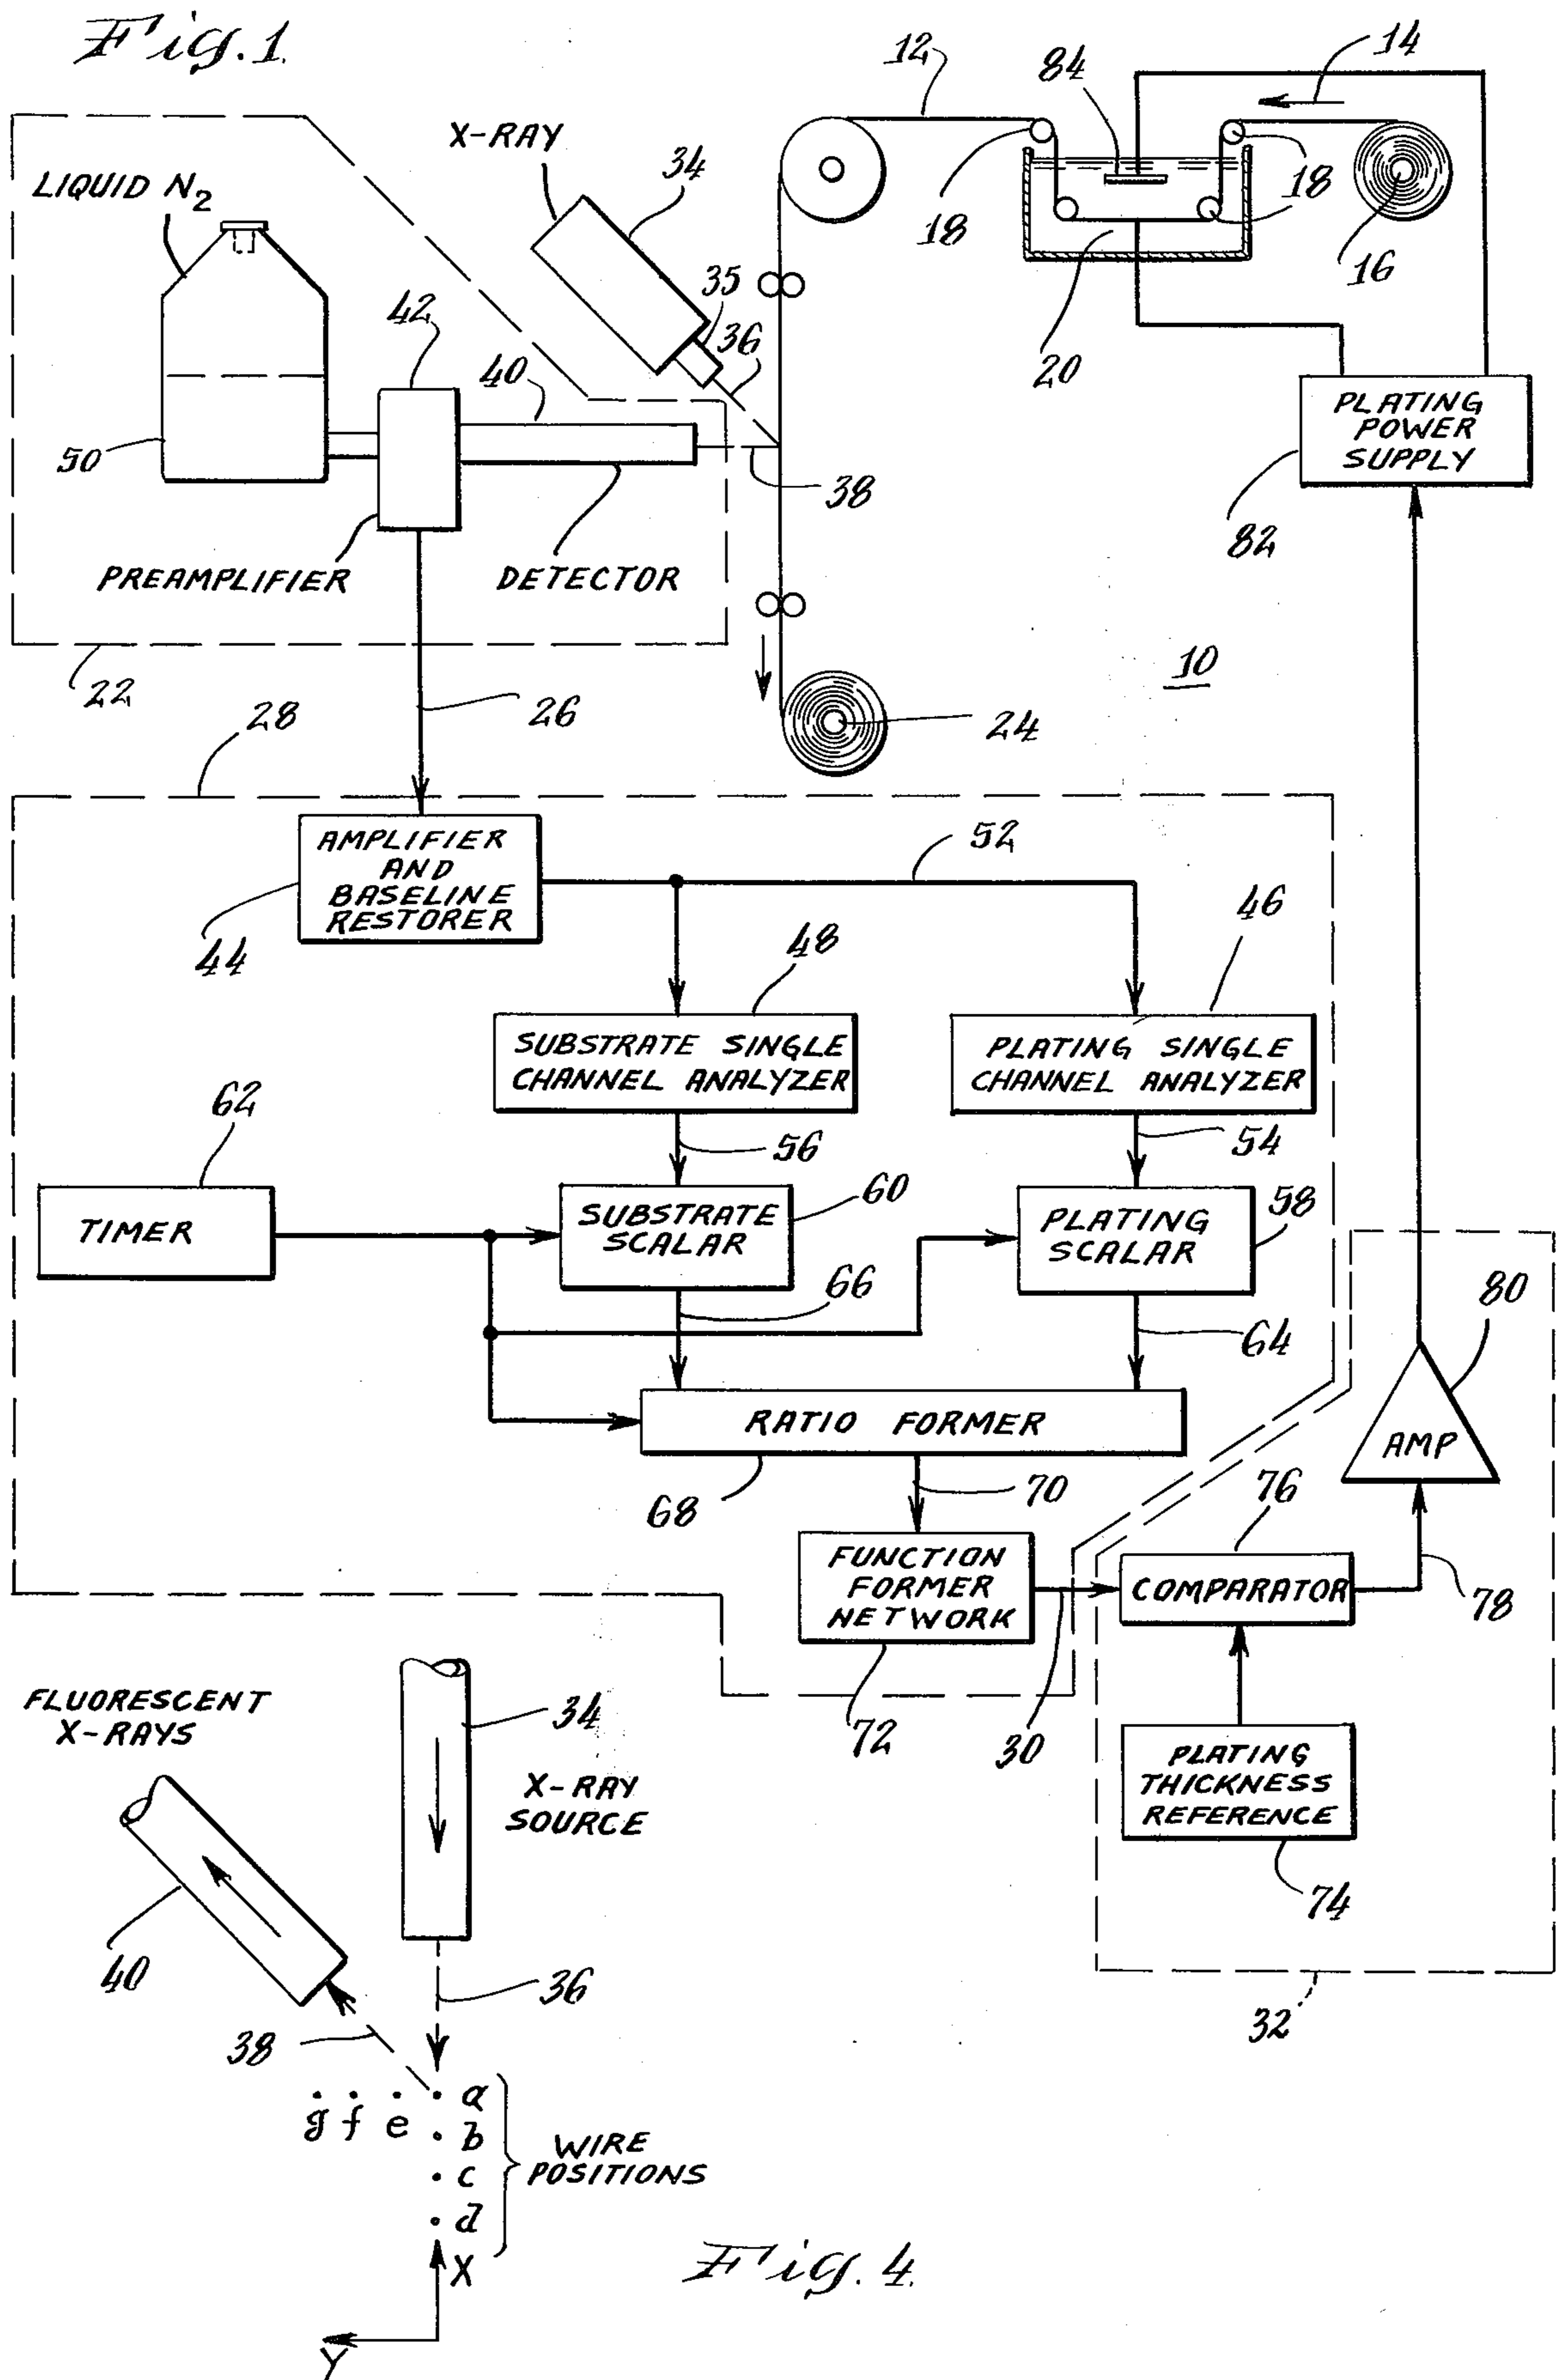 Fig. 1.
12
84
14
X-RAY
34
LIQUID N2
18
18
16
35
36
42
40
20
PLATING
POWER
SUPPLY
50
38
82
PREAMPLIFIER
DETECTOR
10
22
26
24
28
AMPLIFIER
AND
BASELINE
RESTORER
52
44
48
46
SUBSTRATE SINGLE
CHANNEL ANALYZER
PLATING SINGLE
CHANNEL ANALYZER
62
56
54
TIMER
SUBSTRATE
SCALAR
60
PLATING
SCALAR
58
66
64
80
RATIO FORMER
AMP
68
70
76
FUNCTION
FORMER
NETWORK
COMPARATOR
78
72
30
FLUORESCENT
X-RAYS
34
X-RAY
SOURCE
PLATING
THICKNESS
REFERENCE
74
40
36
32
38
g f e a
b
c
d
WIRE
POSITIONS
X
Y
Fig. 4.